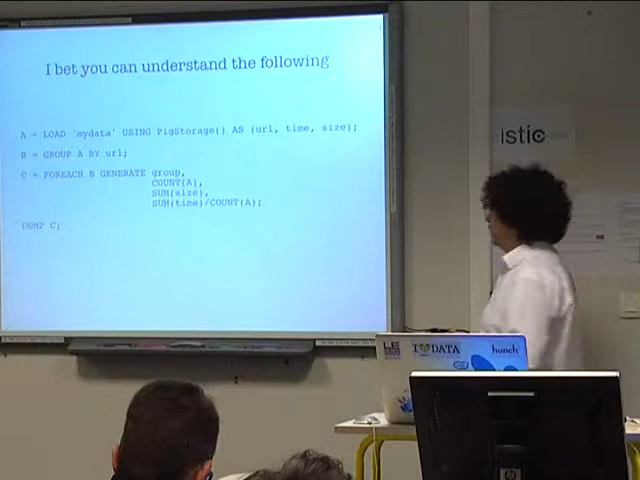 I bet you can understand the following
A = LOAD 'mydata' USING PigStorage() AS (url, time, size);
B = GROUP A BY url;
C = FOREACH B GENERATE group,
COUNT(A),
SUM(size),
SUM(time)/COUNT(A);
DUMP C;
istic
I DATA
hunch
hp